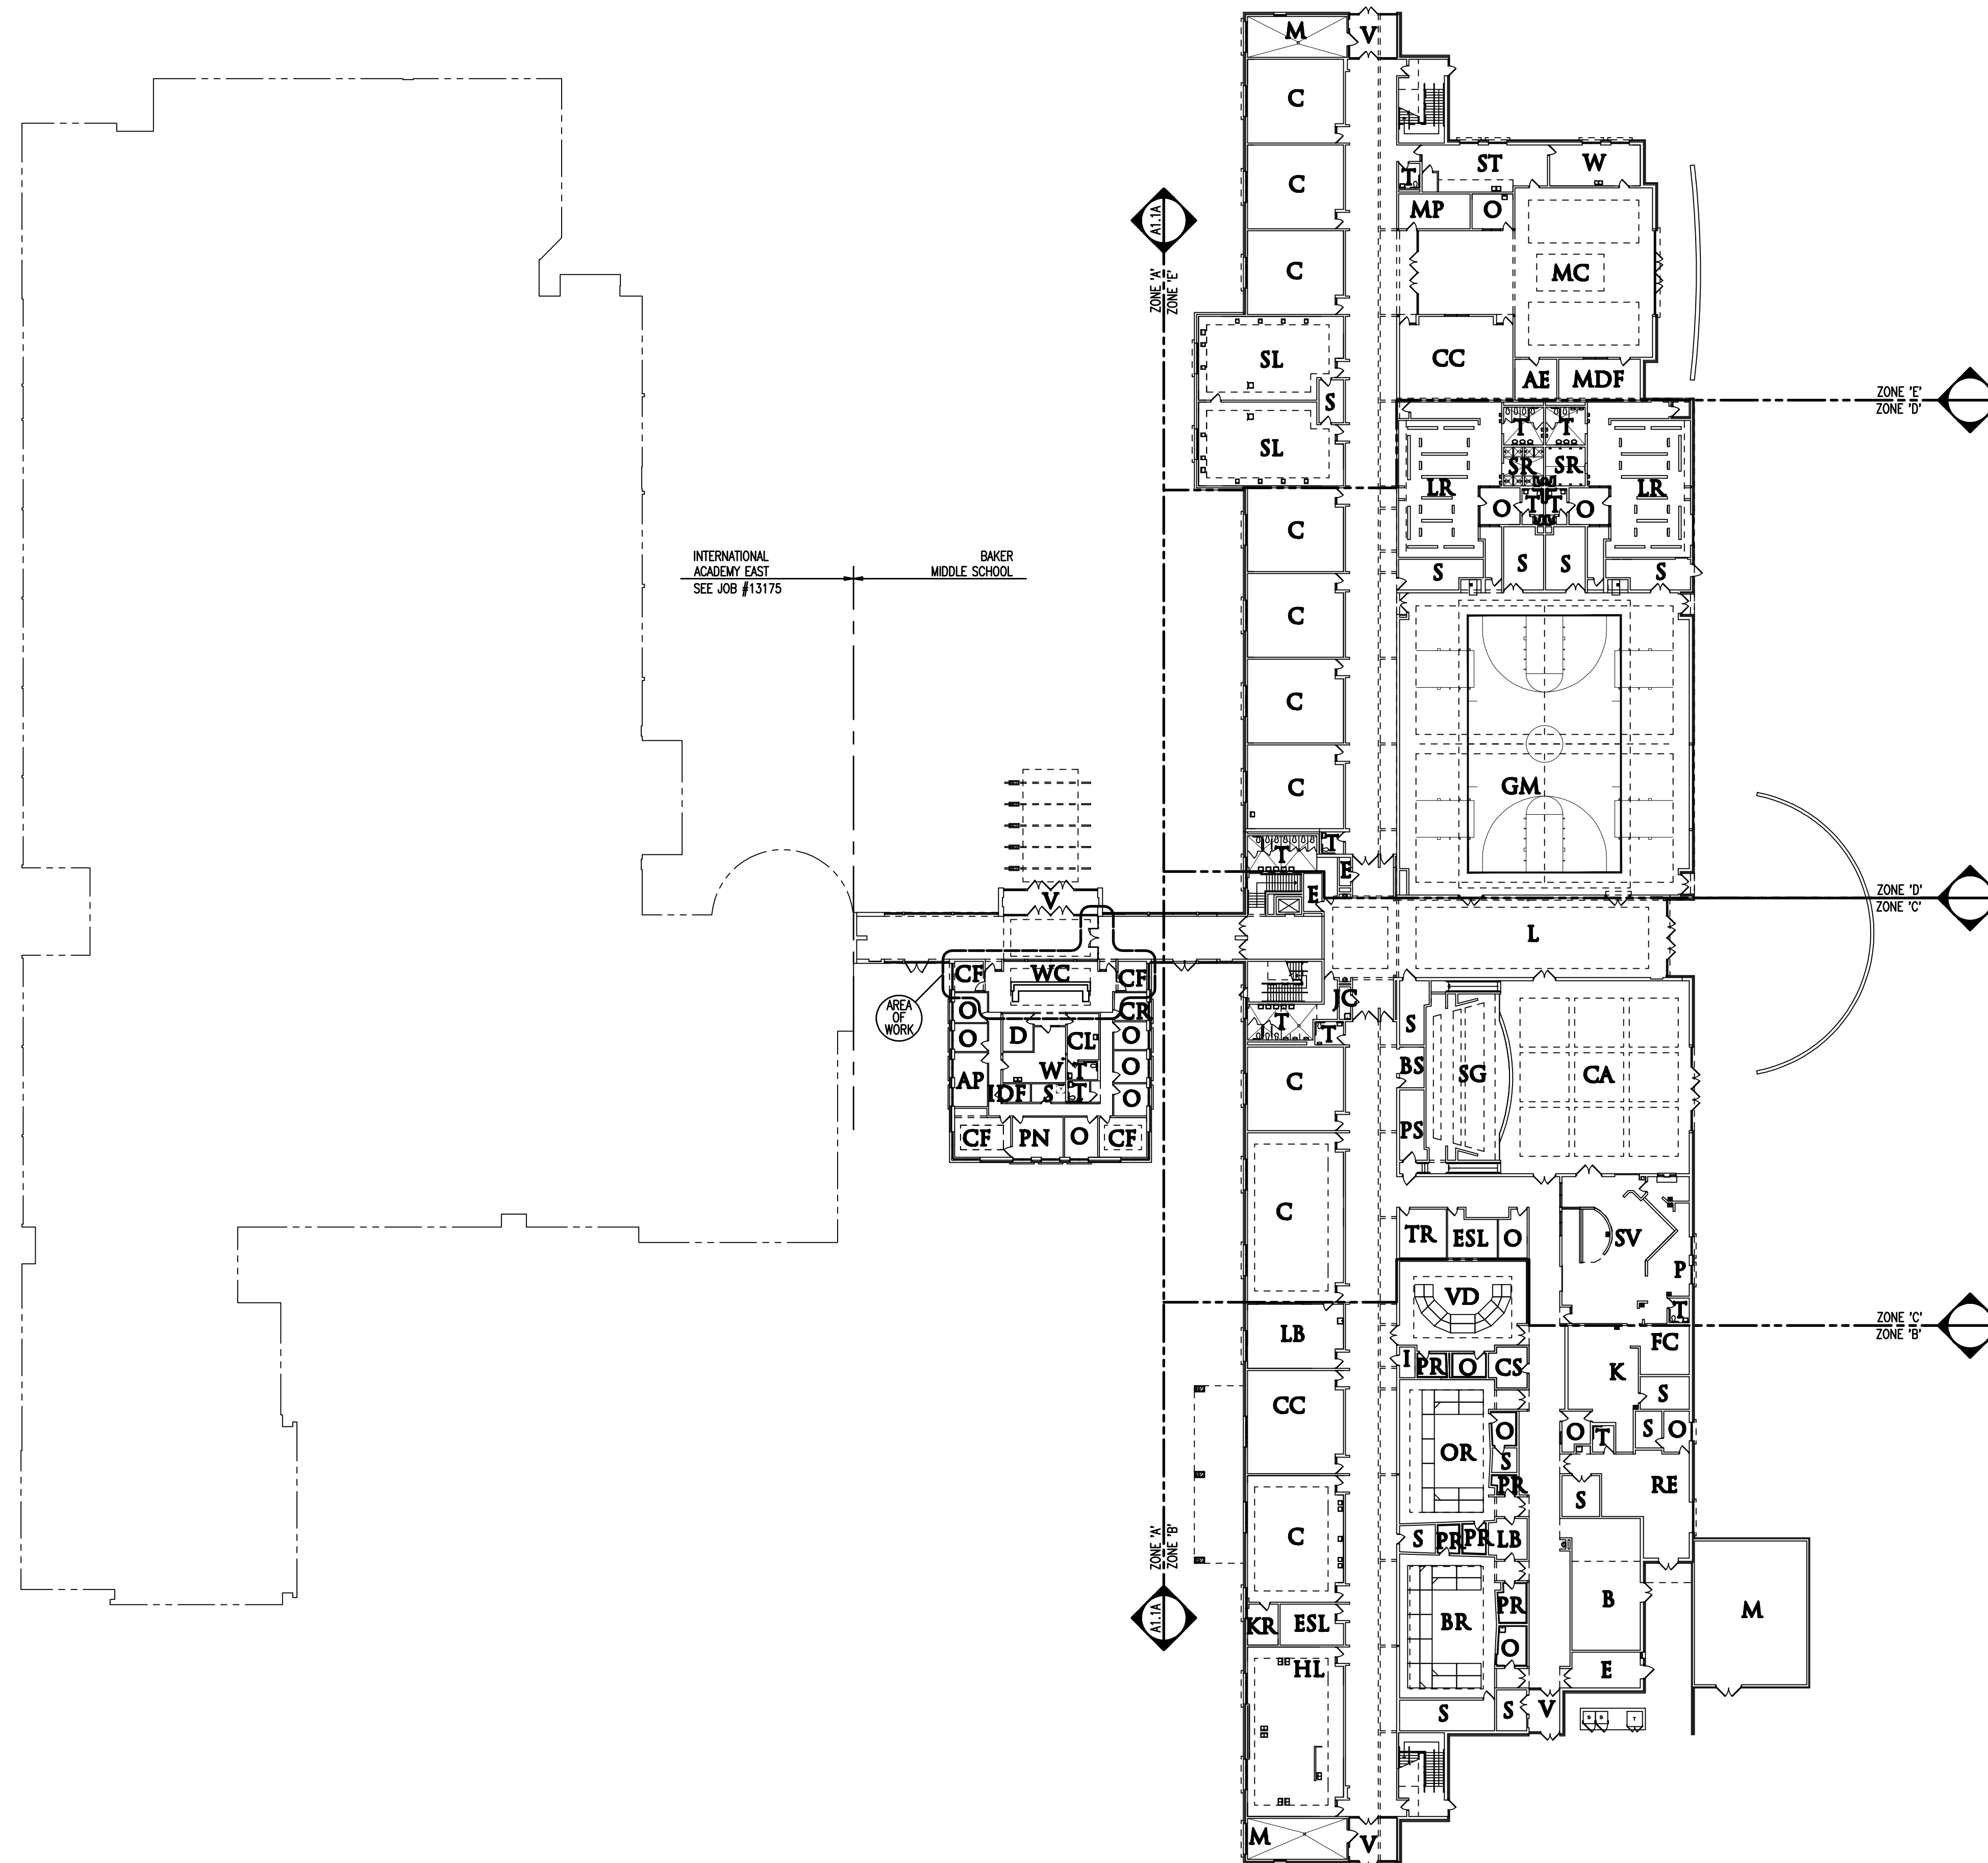 M
V
C
ST
W
T
C
MP
O
A1.1A
ZONE 'A'
ZONE 'E'
C
MC
SL
CC
AE
MDF
S
ZONE 'E'
ZONE 'D'
T
T
SL
SR
SR
LR
LR
O
T
T
O
C
INTERNATIONAL
ACADEMY EAST
SEE JOB #13175
BAKER
MIDDLE SCHOOL
S
S
S
S
C
C
C
GM
T
T
E
E
V
ZONE 'D'
ZONE 'C'
L
CF
WC
CF
AREA
OF
WORK
O
CR
JC
T
T
S
O
D
CL
O
W
T
O
AP
IDF
S
T
O
C
BS
SG
CA
PS
CF
PN
O
CF
C
TR
ESL
O
SV
P
VD
T
ZONE 'C'
ZONE 'B'
LB
FC
I
PR
O
CS
K
S
CC
O
O
T
S
O
OR
S
PR
RE
S
C
S
PR
PR
LB
ZONE 'A'
ZONE 'B'
A1.1A
PR
B
M
KR
ESL
BR
O
HL
E
S
S
V
S
S
T
M
V